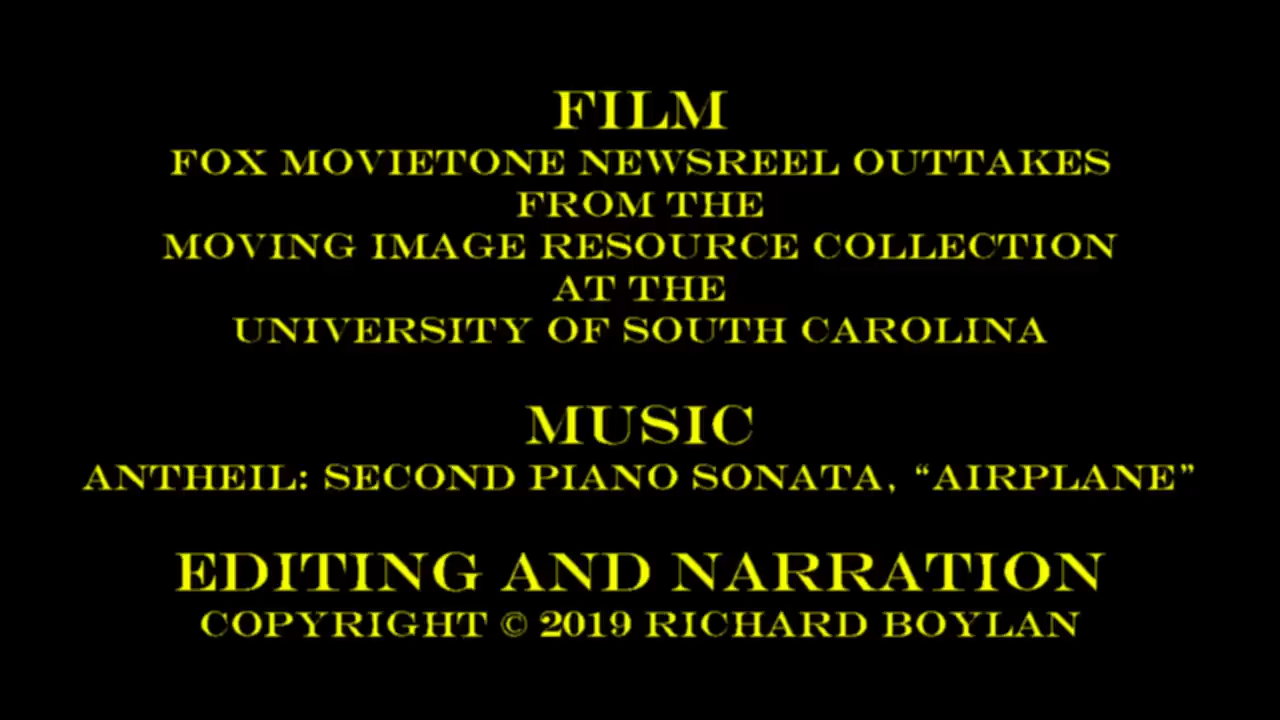 FILM
FOX MOVIETONE NEWSREEL OUTTAKES
FROM THE
MOVING IMAGE RESOURCE COLLECTION
AT THE
UNIVERSITY OF SOUTH CAROLINA
MUSIC
ANTHEIL: SECOND PIANO SONATA, “AIRPLANE”
EDITING AND NARRATION
COPYRIGHT © 2019 RICHARD BOYLAN